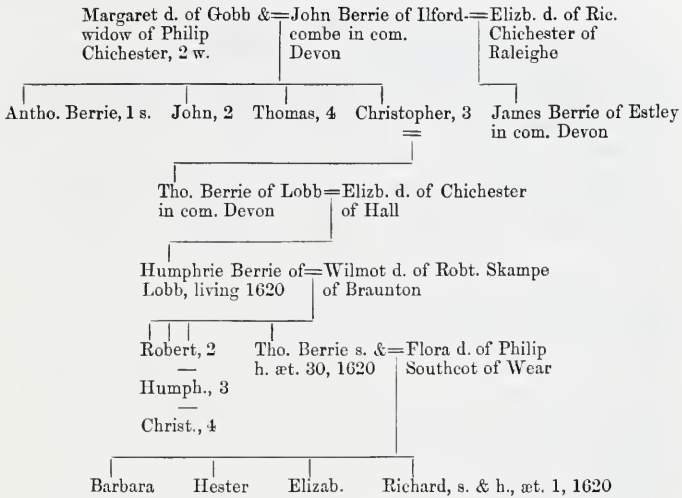 Margaret d. of Gobb &=John Berrie of Ilford-=Elizb. d. of Ric.
widow of Philip combe in com. Chichester of
Chichester, 2 w. Devon Raleighe
Antho. Berrie, 1 s. John, 2 Thomas, 4 Christopher, 3 James Berrie of Estley
in com. Devon
=
Tho. Berrie of Lobb=Elizb. d. of Chichester
in com. Devon of Hall
Humphrie Berrie of=Wilmot d. of Robt. Skampe
Lobb, living 1620 of Braunton
Robert, 2 Tho. Berrie s. &=Flora d. of Philip
h. æt. 30, 1620 Southcot of Wear
—
Humph., 3
—
Christ., 4
Barbara Hester Elizab. Richard, s. & h., æt. 1, 1620